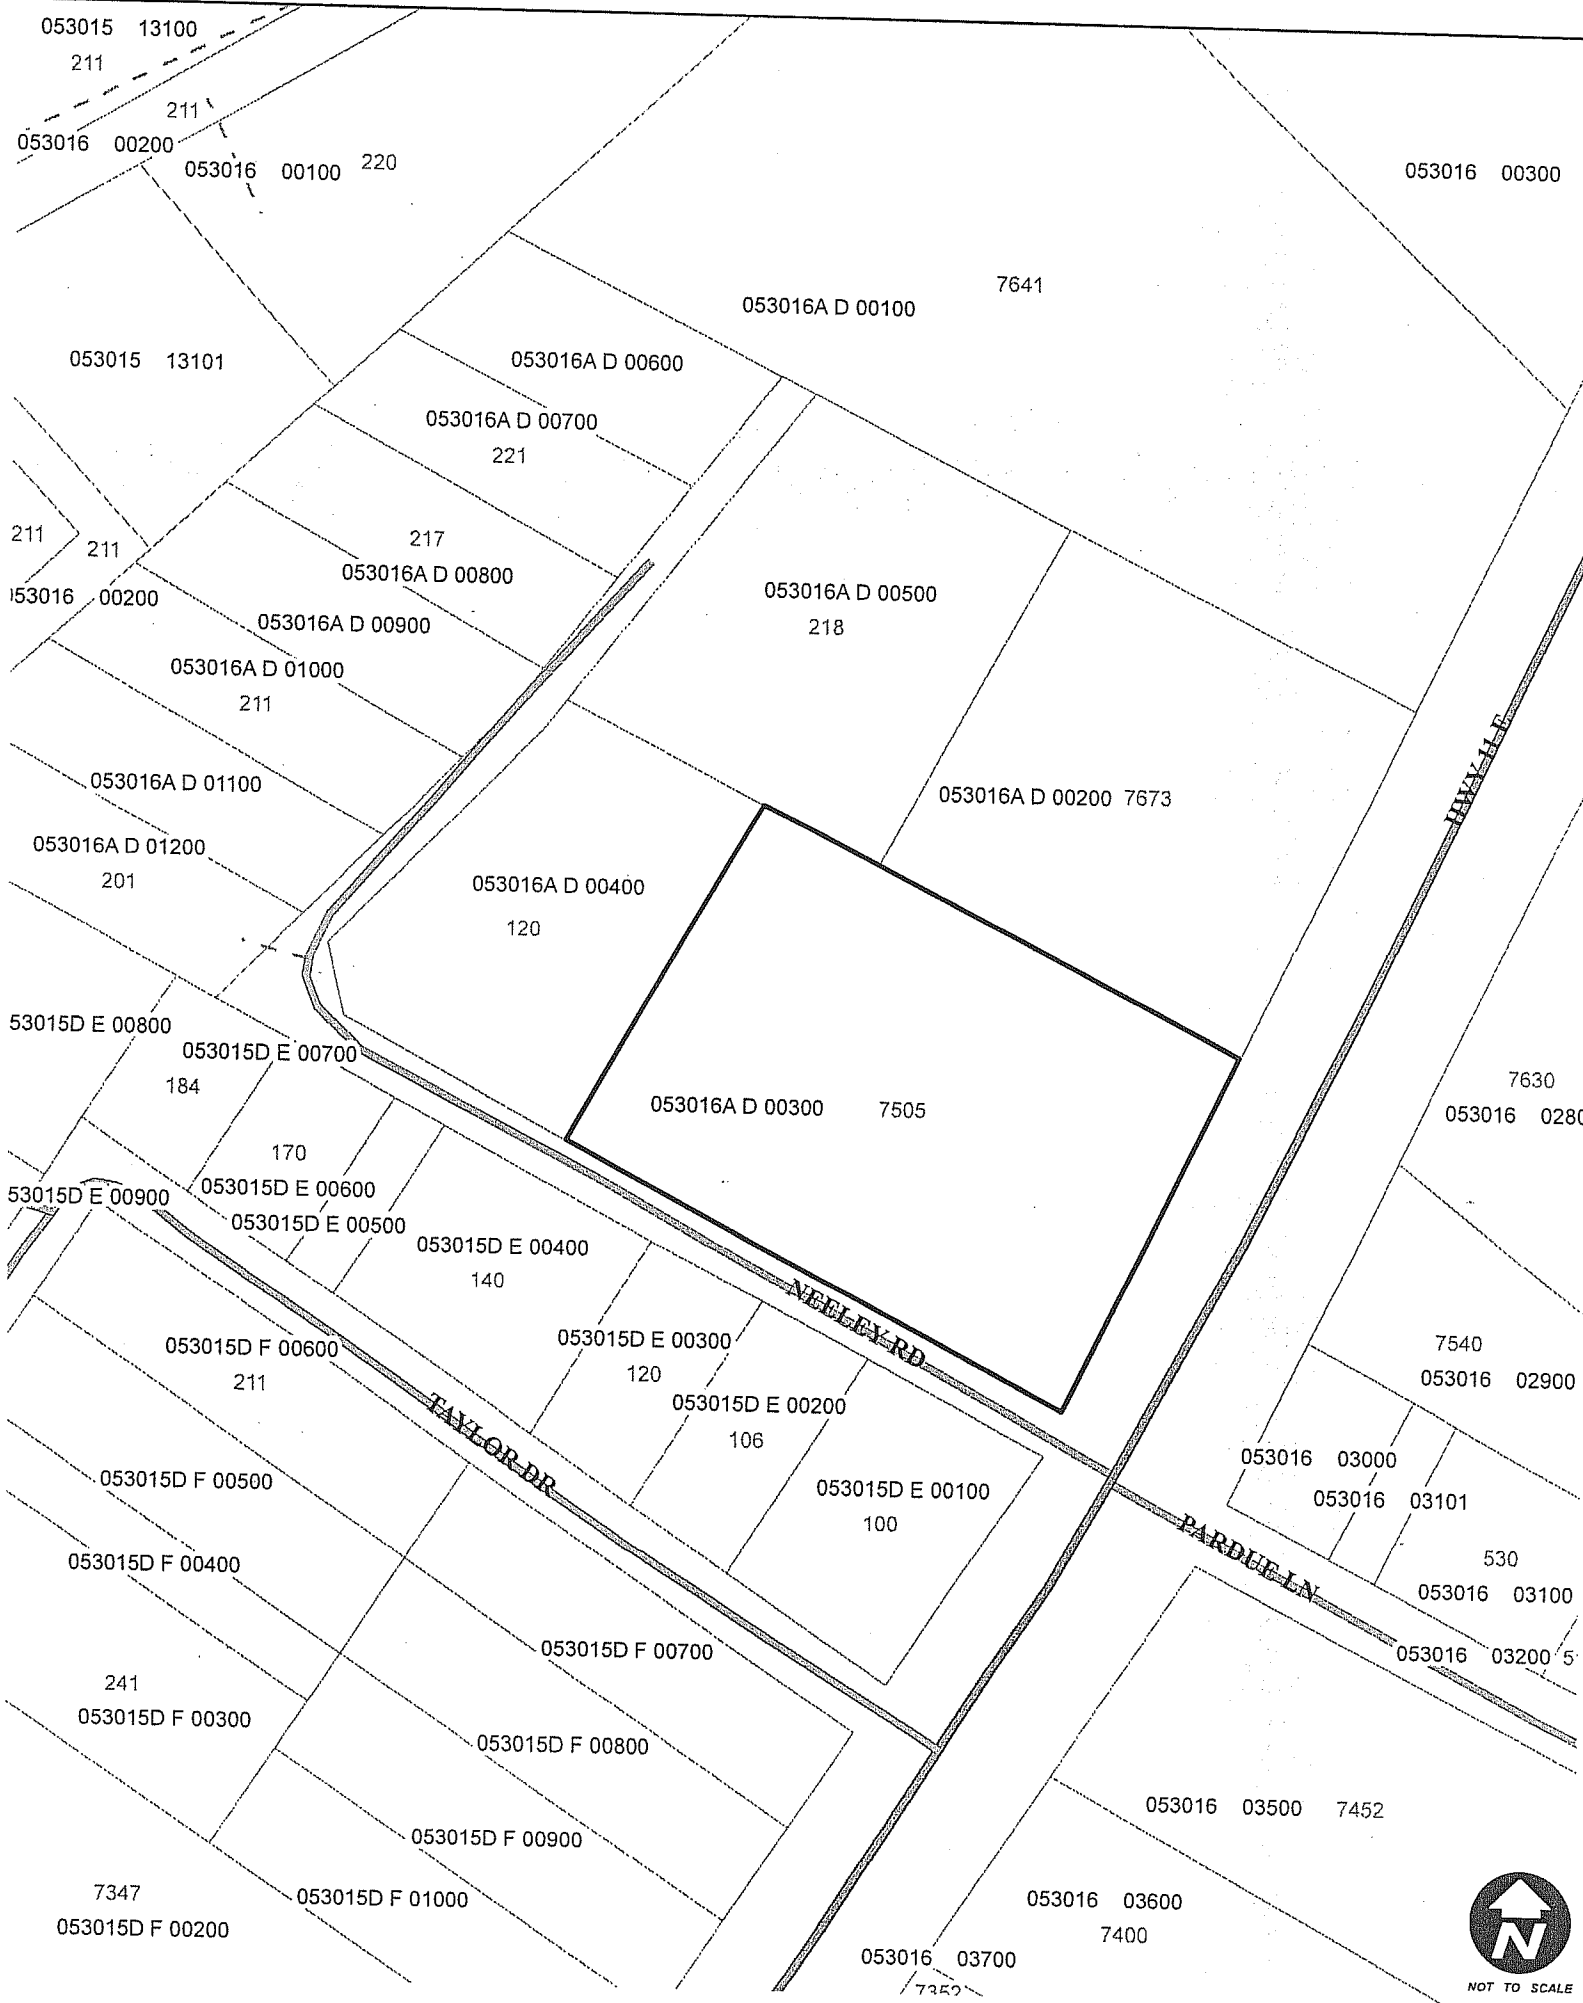 053015 13100
211
211
053016 00200
053016 00100 220
053016 00300
7641
053016A D 00100
053015 13101
053016A D 00600
053016A D 00700
221
211
211
217
053016A D 00800
053016A D 00500
218
053016 00200
053016A D 00900
053016A D 01000
211
HWY 11-E
053016A D 01100
053016A D 00200 7673
053016A D 01200
201
053016A D 00400
120
53015D E 00800
053015D E 00700
184
7630
053016 0280
053016A D 00300 7505
170
053015D E 00600
53015D E 00900
053015D E 00500
053015D E 00400
140
NEELEY RD
053015D E 00300
120
053015D F 00600
211
7540
053016 02900
053015D E 00200
106
TAYLOR DR
053016 03000
053016 03101
053015D F 00500
053015D E 00100
100
PARDUE LN
530
053016 03100
053015D F 00400
053015D F 00700
053016 03200
241
053015D F 00300
053015D F 00800
053016 03500 7452
053015D F 00900
7347
053015D F 00200
053015D F 01000
053016 03600
7400
053016 03700
7352
N
NOT TO SCALE